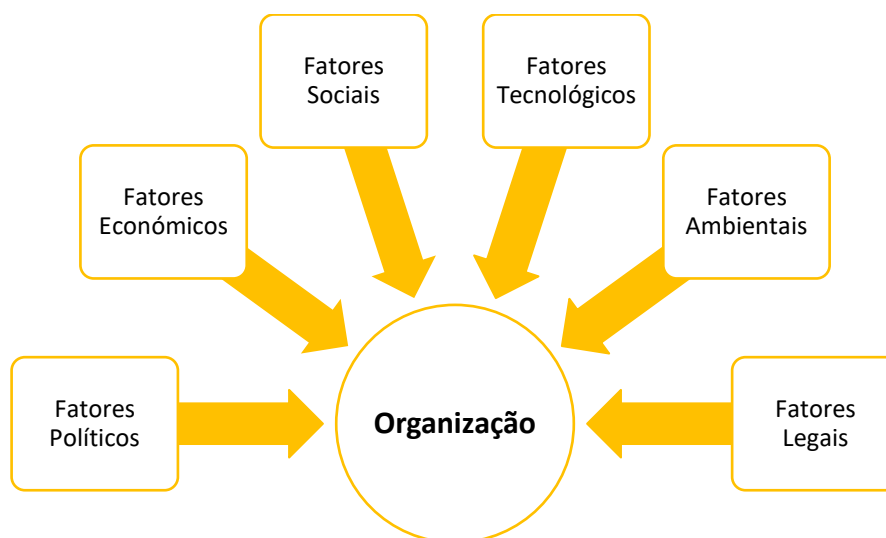 Fatores
Sociais
Fatores
Tecnológicos
Fatores
Económicos
Fatores
Ambientais
Fatores
Políticos
Organização
Fatores
Legais